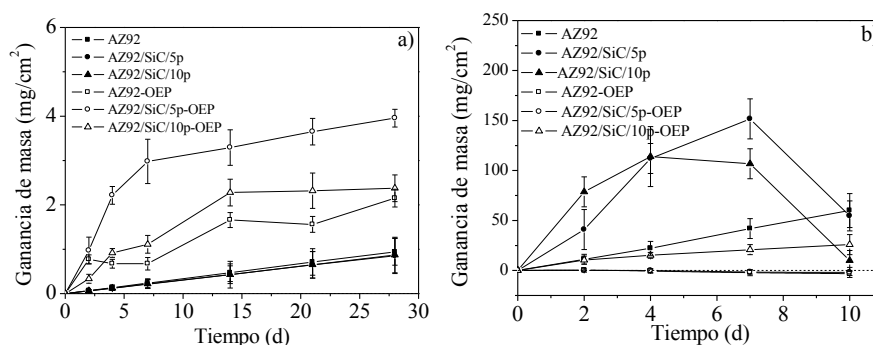 a)
AZ92
AZ92/SiC/5p
AZ92/SiC/10p
AZ92-OEP
AZ92/SiC/5p-OEP
AZ92/SiC/10p-OEP
Ganancia de masa (mg/cm²)
6
4
2
0
0 5 10 15 20 25 30
Tiempo (d)
b)
AZ92
AZ92/SiC/5p
AZ92/SiC/10p
AZ92-OEP
AZ92/SiC/5p-OEP
AZ92/SiC/10p-OEP
Ganancia de masa (mg/cm²)
250
200
150
100
50
0
0 2 4 6 8 10
Tiempo (d)